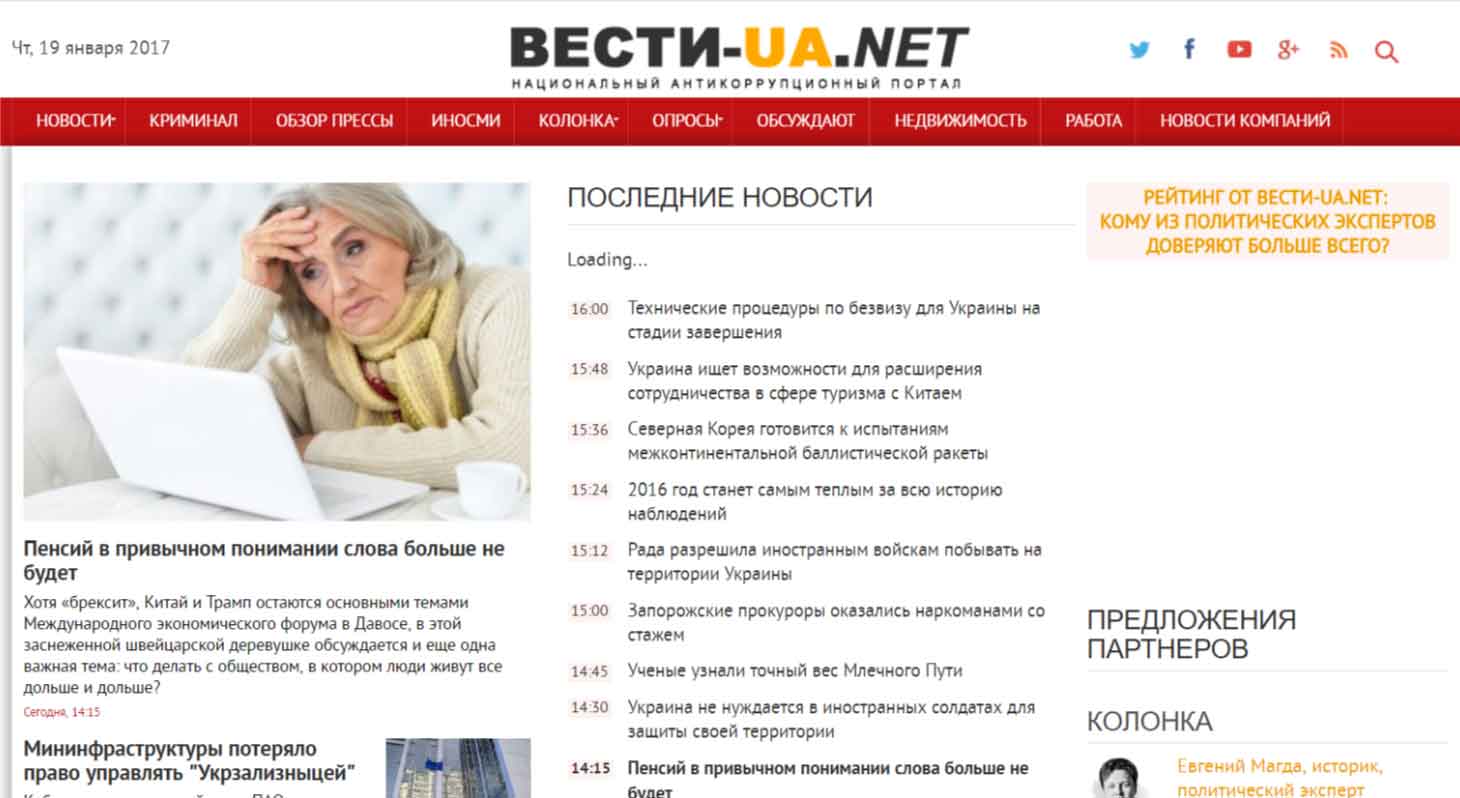 Чт, 19 января 2017
ВЕСТИ-UA.NET
НАЦИОНАЛЬНЫЙ АНТИКОРРУПЦИОННЫЙ ПОРТАЛ
НОВОСТИ КРИМИНАЛ ОБЗОР ПРЕССЫ ИНОСМИ КОЛОНКА ОПРОСЫ ОБСУЖДАЮТ НЕДВИЖИМОСТЬ РАБОТА НОВОСТИ КОМПАНИЙ
Пенсий в привычном понимании слова больше не
будет
Хотя «брексит», Китай и Трамп остаются основными темами
Международного экономического форума в Давосе, в этой
заснеженной швейцарской деревушке обсуждается и еще одна
важная тема: что делать с обществом, в котором люди живут все
дольше и дольше?
Сегодня, 14:15
Мининфраструктуры потеряло
право управлять "Укрзализныцей"
ПОСЛЕДНИЕ НОВОСТИ
Loading...
16:00 Технические процедуры по безвизу для Украины на
стадии завершения
15:48 Украина ищет возможности для расширения
сотрудничества в сфере туризма с Китаем
15:36 Северная Корея готовится к испытаниям
межконтинентальной баллистической ракеты
15:24 2016 год станет самым теплым за всю историю
наблюдений
15:12 Рада разрешила иностранным войскам побывать на
территории Украины
15:00 Запорожские прокуроры оказались наркоманами со
стажем
14:45 Ученые узнали точный вес Млечного Пути
14:30 Украина не нуждается в иностранных солдатах для
защиты своей территории
14:15 Пенсий в привычном понимании слова больше не
будет
РЕЙТИНГ ОТ ВЕСТИ-UA.NET:
КОМУ ИЗ ПОЛИТИЧЕСКИХ ЭКСПЕРТОВ
ДОВЕРЯЮТ БОЛЬШЕ ВСЕГО?
ПРЕДЛОЖЕНИЯ
ПАРТНЕРОВ
КОЛОНКА
Евгений Магда, историк,
политический эксперт